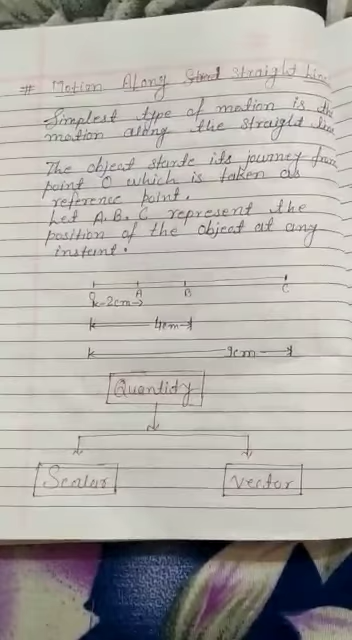 # Motion Along Straight Line
Simplest type of motion is the
motion along the straight line
The object starde its journey from
point O which is taken as
reference point.
Let A.B.C represent the
position of the object at any
instent.
O A B C
2cm
4cm
9cm
Quantity
Scalar vector